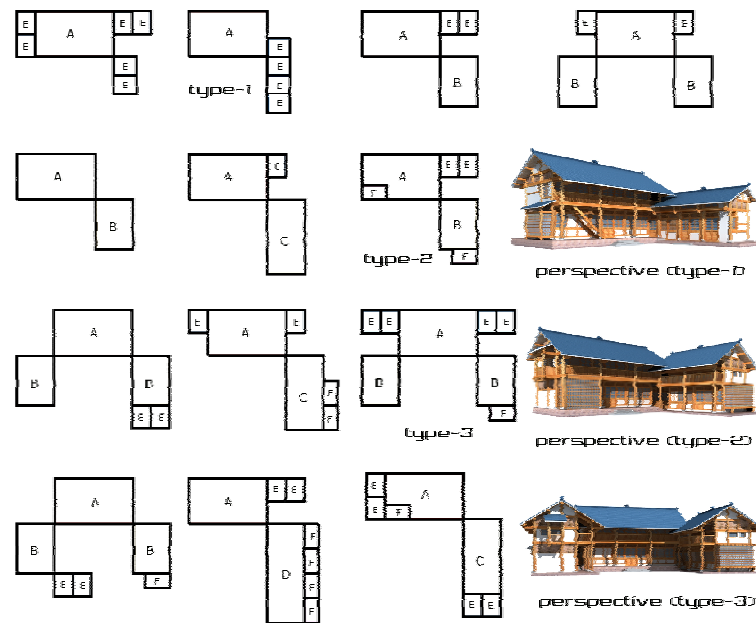 E A E E
E E
E
A
E
E
C
E
type-1
A E E
B
E A E
B B
A
B
A C
C
A E E
F
B
F
type-2
perspective (type-1)
A
B B
E E
E A E
C F
F
E E A E E
B B
F
type-3
perspective (type-2)
A
B B
E E F
A E E
D F
F
F
F
E A
E F
C
E E
perspective (type-3)